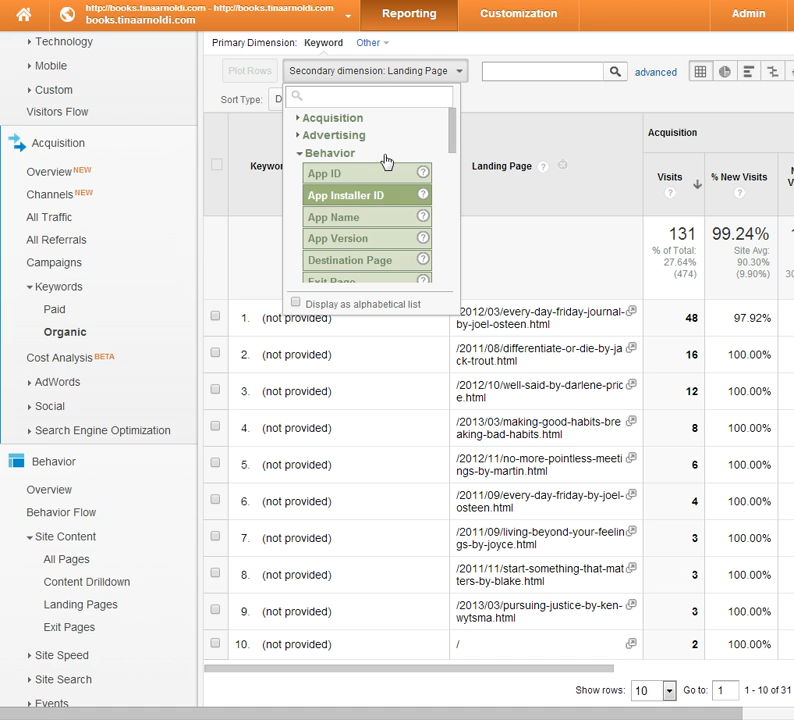 http://books.tinaarnoldi.com - http://books.tinaarnoldi.com
books.tinaarnoldi.com
Reporting
Customization
Admin
Technology
Mobile
Custom
Visitors Flow
Acquisition
Overview NEW
Channels NEW
All Traffic
All Referrals
Campaigns
Keywords
Paid
Organic
Cost Analysis BETA
AdWords
Social
Search Engine Optimization
Behavior
Overview
Behavior Flow
Site Content
All Pages
Content Drilldown
Landing Pages
Exit Pages
Site Speed
Site Search
Events
Primary Dimension: Keyword Other
Plot Rows
Secondary dimension: Landing Page
advanced
Sort Type: D
Acquisition
Advertising
Behavior
App ID ?
App Installer ID ?
App Name ?
App Version ?
Destination Page ?
Exit Page
Display as alphabetical list
Keywor
Landing Page ?
Acquisition
Visits ?
% New Visits ?
N
V
131
% of Total:
27.64%
(474)
99.24%
Site Avg:
90.30%
(9.90%)
30
1. (not provided) /2012/03/every-day-friday-journal-by-joel-osteen.html 48 97.92%
2. (not provided) /2011/08/differentiate-or-die-by-jack-trout.html 16 100.00%
3. (not provided) /2012/10/well-said-by-darlene-price.html 12 100.00%
4. (not provided) /2013/03/making-good-habits-breaking-bad-habits.html 8 100.00%
5. (not provided) /2012/11/no-more-pointless-meetings-by-martin.html 6 100.00%
6. (not provided) /2011/09/every-day-friday-by-joel-osteen.html 4 100.00%
7. (not provided) /2011/09/living-beyond-your-feelings-by-joyce.html 3 100.00%
8. (not provided) /2011/11/start-something-that-matters-by-blake.html 3 100.00%
9. (not provided) /2013/03/pursuing-justice-by-ken-wytsma.html 3 100.00%
10. (not provided) / 2 100.00%
Show rows: 10 Go to: 1 1 - 10 of 31